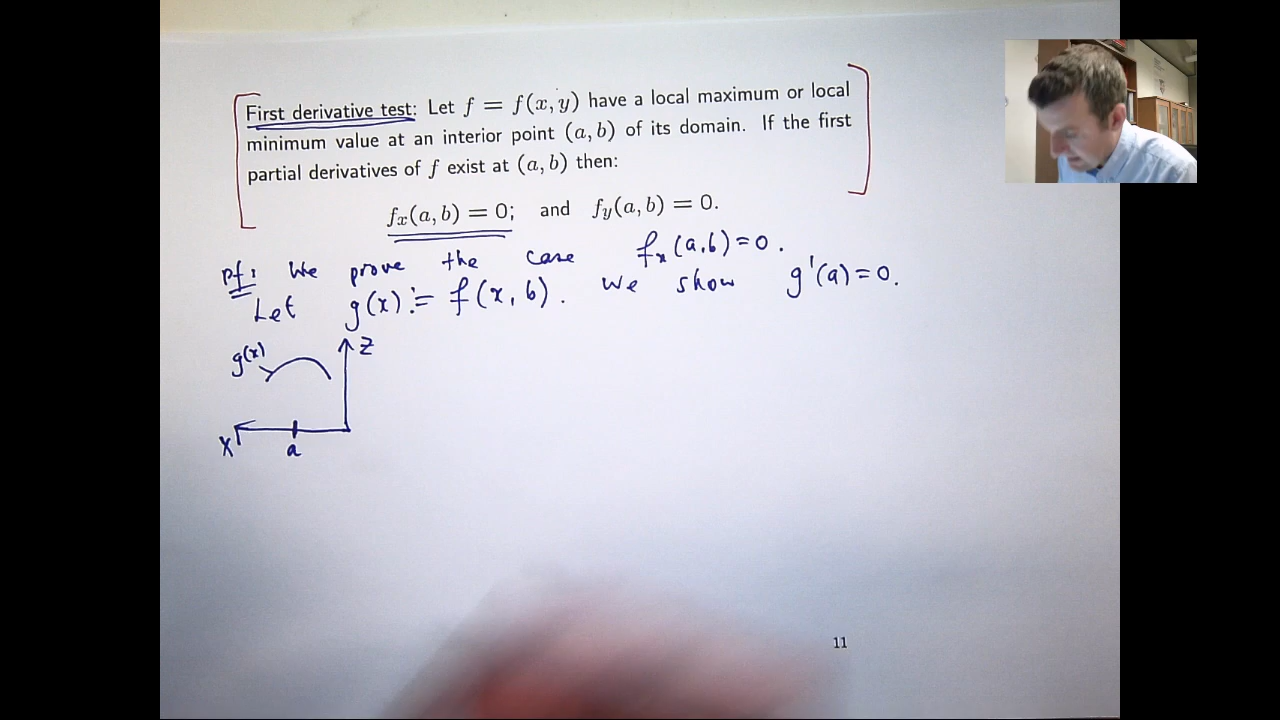 First derivative test: Let f = f(x, y) have a local maximum or local
minimum value at an interior point (a, b) of its domain. If the first
partial derivatives of f exist at (a, b) then:
fₓ(a, b) = 0; and f_y(a, b) = 0.
Pf: We prove the case fₓ(a,b)=0.
Let g(x) := f(x, b). We show g'(a)=0.
g(x) z
x a
11